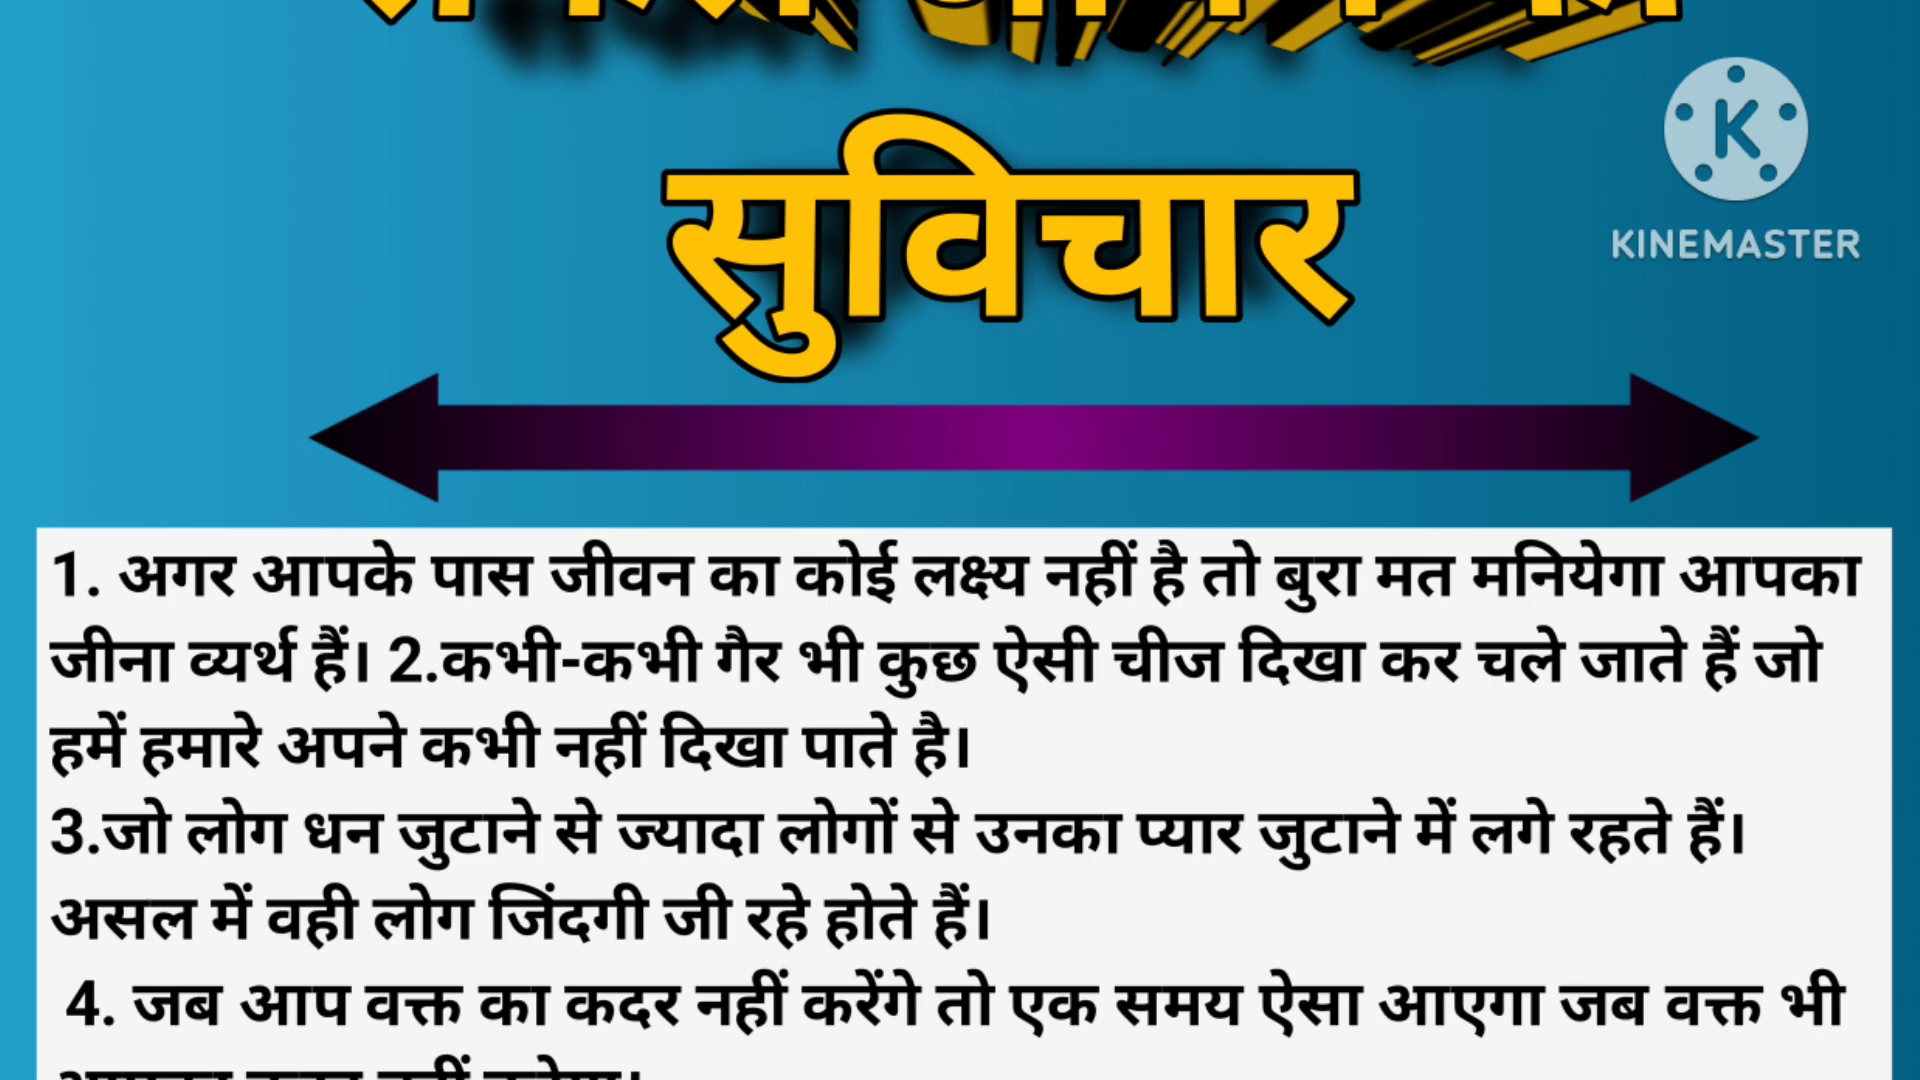 सुविचार
KINEMASTER
1. अगर आपके पास जीवन का कोई लक्ष्य नहीं है तो बुरा मत मनियेगा आपका
जीना व्यर्थ हैं। 2.कभी-कभी गैर भी कुछ ऐसी चीज दिखा कर चले जाते हैं जो
हमें हमारे अपने कभी नहीं दिखा पाते है।
3.जो लोग धन जुटाने से ज्यादा लोगों से उनका प्यार जुटाने में लगे रहते हैं।
असल में वही लोग जिंदगी जी रहे होते हैं।
4. जब आप वक्त का कदर नहीं करेंगे तो एक समय ऐसा आएगा जब वक्त भी